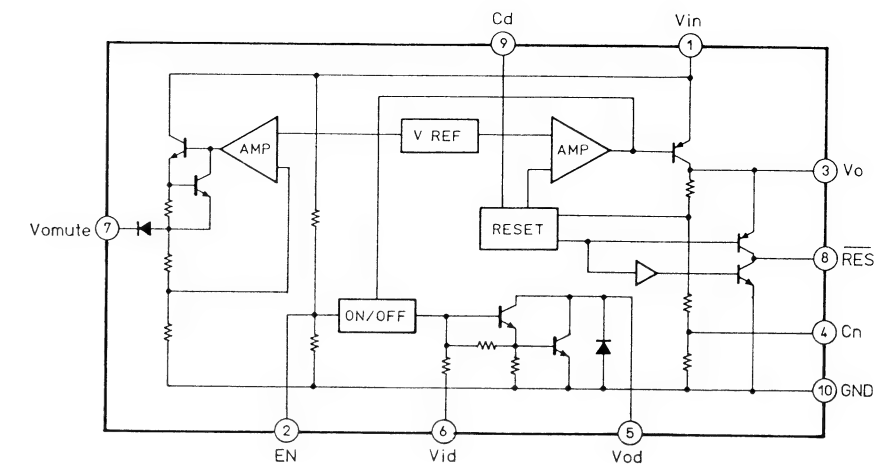 Cd Vin
9 1
AMP V REF AMP
3 Vo
Vomute 7 RESET
8 RES
ON/OFF
4 Cn
10 GND
2 6 5
EN Vid Vod